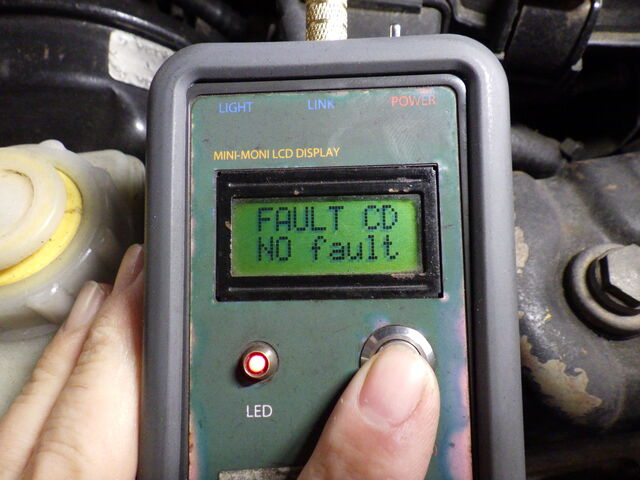 LIGHT LINK POWER
MINI-MONI LCD DISPLAY
FAULT CD
NO fault
LED